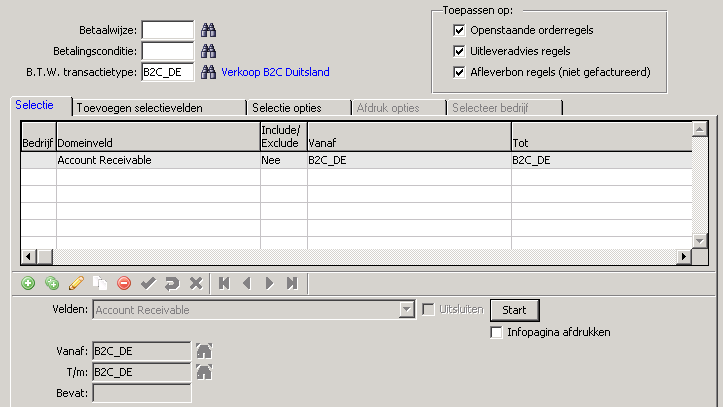 Betaalwijze:
Betalingsconditie:
B.T.W. transactietype: B2C_DE Verkoop B2C Duitsland
Toepassen op:
Openstaande orderregels
Uitleveradvies regels
Afleverbon regels (niet gefactureerd)
Selectie Toevoegen selectievelden Selectie opties Afdruk opties Selecteer bedrijf
Bedrijf Domeinveld Include/ Exclude Vanaf Tot
Account Receivable Nee B2C_DE B2C_DE
Velden: Account Receivable Uitsluiten Start
Infopagina afdrukken
Vanaf: B2C_DE
T/m: B2C_DE
Bevat: